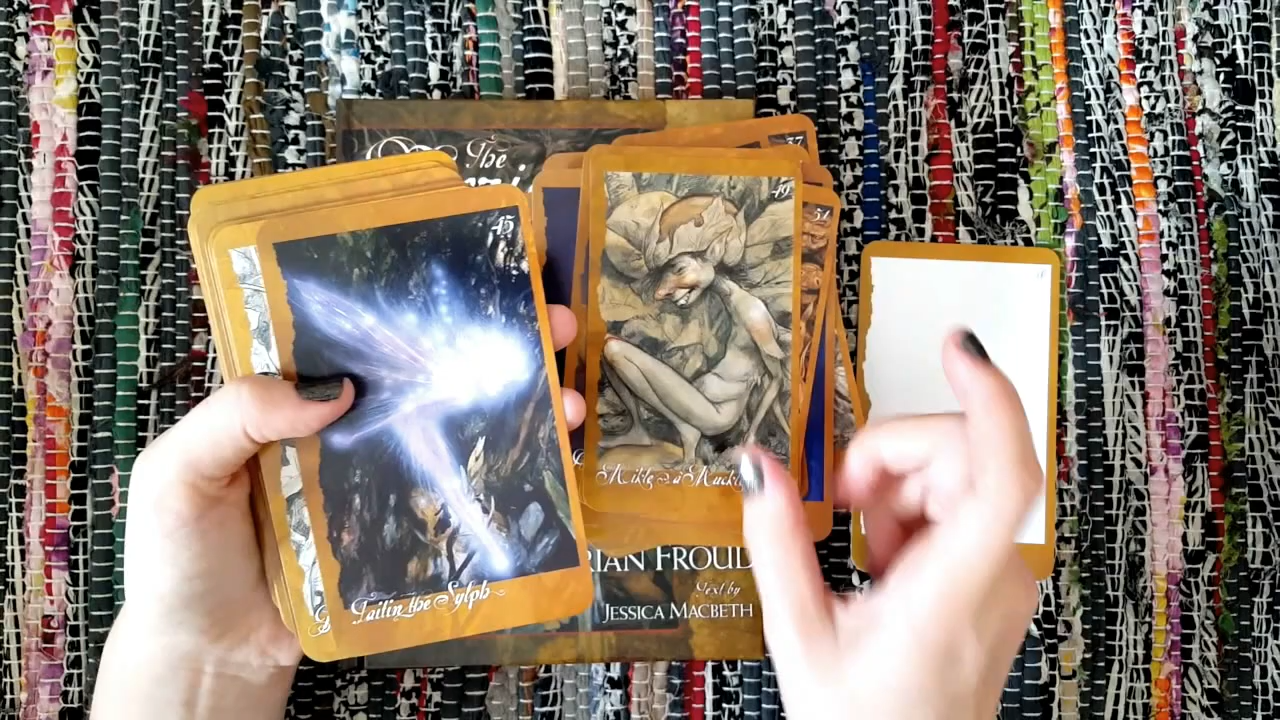 The
37
45
49
51
Tailin the Sylph
RIAN FROUD
Text by
JESSICA MACBETH